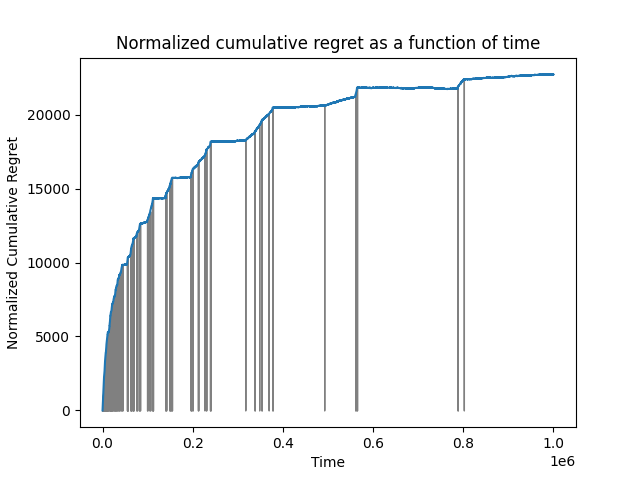 Normalized cumulative regret as a function of time
Normalized Cumulative Regret
20000
15000
10000
5000
0
0.0 0.2 0.4 0.6 0.8 1.0
1e6
Time